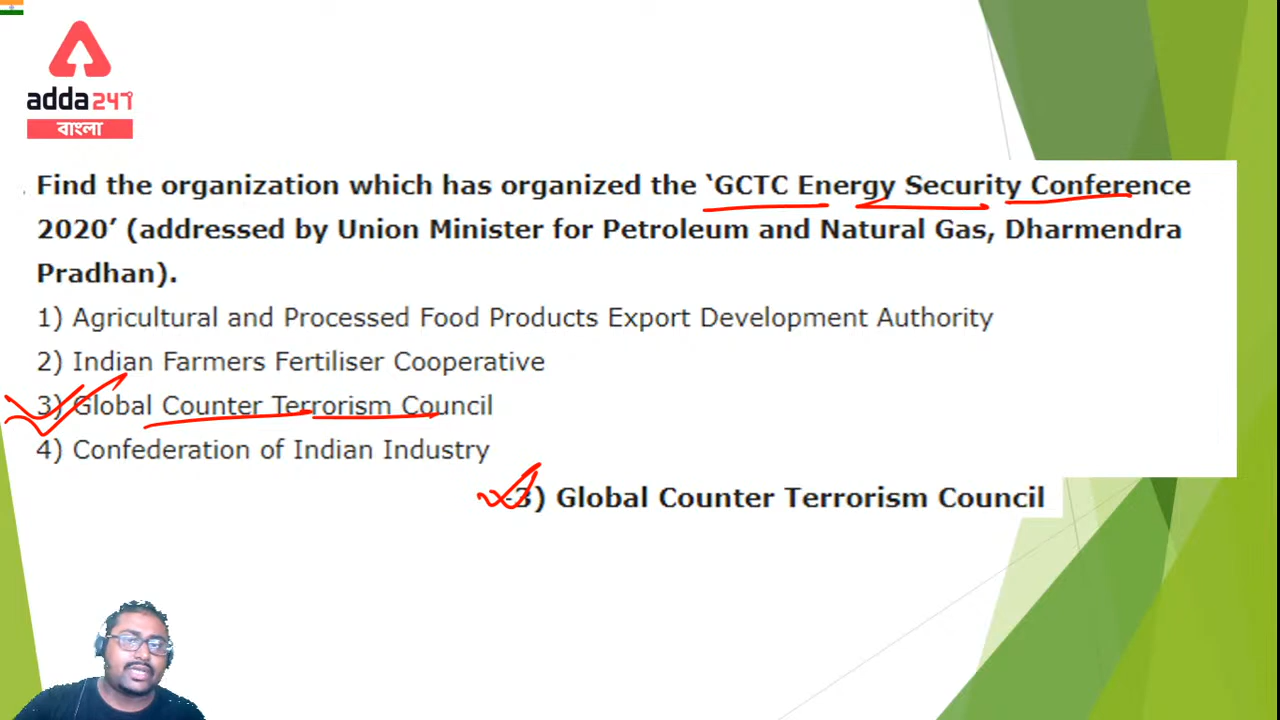 adda247
বাংলা
Find the organization which has organized the ‘GCTC Energy Security Conference
2020’ (addressed by Union Minister for Petroleum and Natural Gas, Dharmendra
Pradhan).
1) Agricultural and Processed Food Products Export Development Authority
2) Indian Farmers Fertiliser Cooperative
3) Global Counter Terrorism Council
4) Confederation of Indian Industry
3) Global Counter Terrorism Council